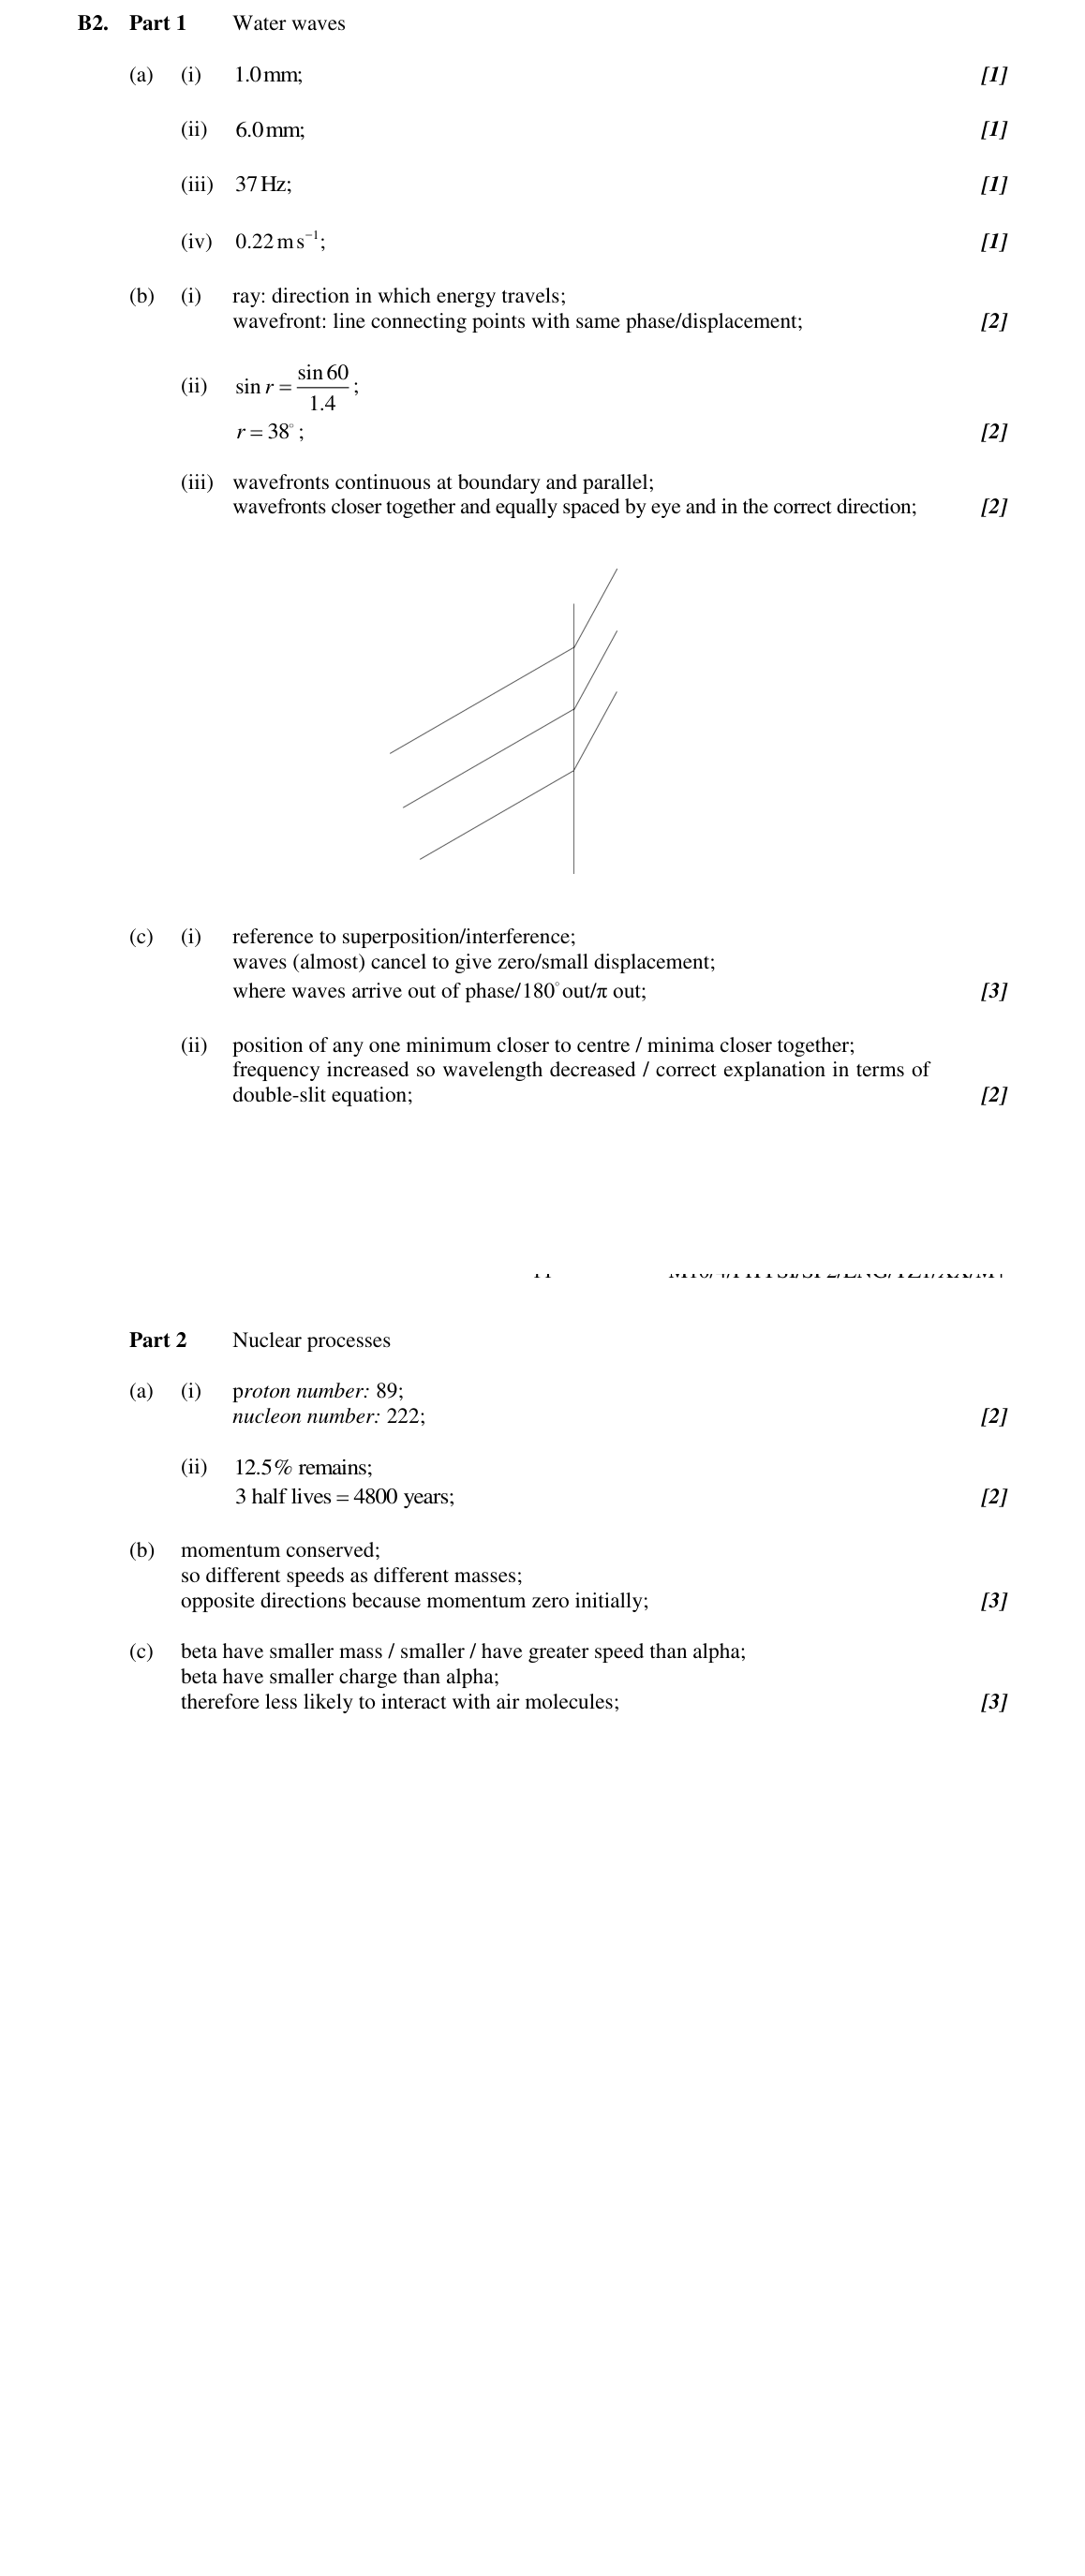 B2. Part 1 Water waves
(a) (i) 1.0 mm; [1]
(ii) 6.0 mm; [1]
(iii) 37 Hz; [1]
(iv) 0.22 m s⁻¹; [1]
(b) (i) ray: direction in which energy travels;
wavefront: line connecting points with same phase/displacement; [2]
(ii) sin r = sin 60 / 1.4 ;
r = 38° ; [2]
(iii) wavefronts continuous at boundary and parallel;
wavefronts closer together and equally spaced by eye and in the correct direction; [2]
(c) (i) reference to superposition/interference;
waves (almost) cancel to give zero/small displacement;
where waves arrive out of phase/180° out/π out; [3]
(ii) position of any one minimum closer to centre / minima closer together;
frequency increased so wavelength decreased / correct explanation in terms of
double-slit equation; [2]
Part 2 Nuclear processes
(a) (i) proton number: 89;
nucleon number: 222; [2]
(ii) 12.5% remains;
3 half lives = 4800 years; [2]
(b) momentum conserved;
so different speeds as different masses;
opposite directions because momentum zero initially; [3]
(c) beta have smaller mass / smaller / have greater speed than alpha;
beta have smaller charge than alpha;
therefore less likely to interact with air molecules; [3]